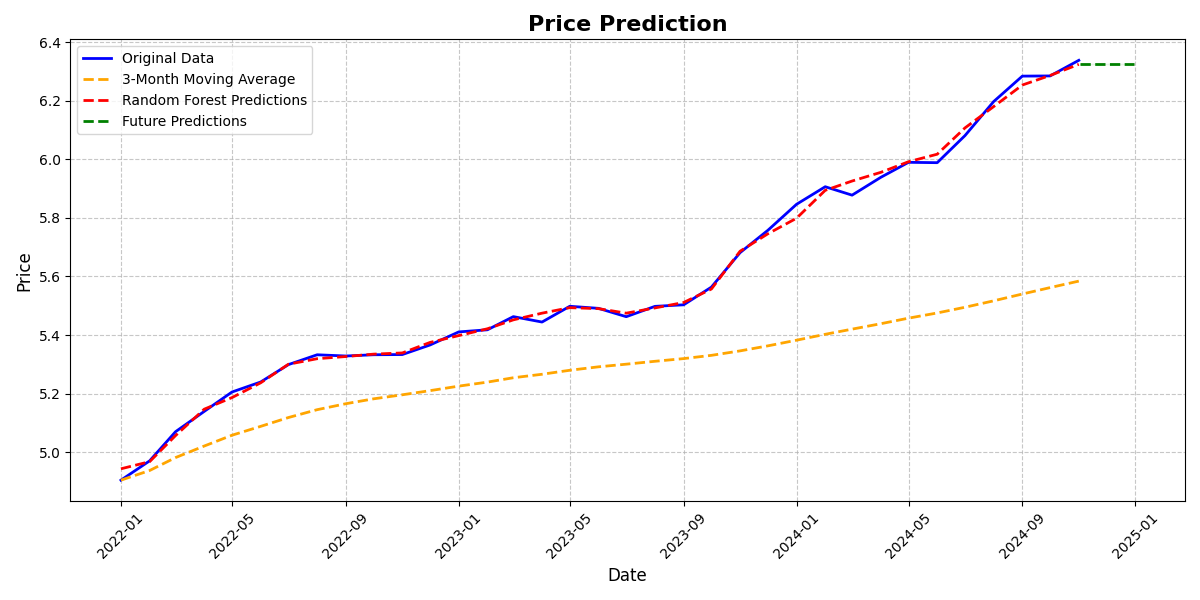 Price Prediction
Original Data
3-Month Moving Average
Random Forest Predictions
Future Predictions
Price
6.4
6.2
6.0
5.8
5.6
5.4
5.2
5.0
2022-01
2022-05
2022-09
2023-01
2023-05
2023-09
2024-01
2024-05
2024-09
2025-01
Date